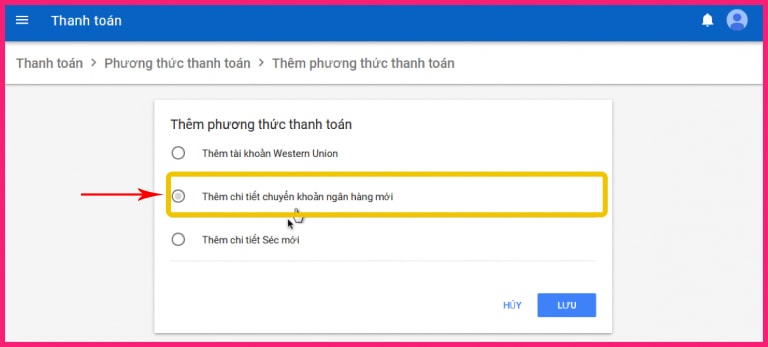 Thanh toán
Thanh toán > Phương thức thanh toán > Thêm phương thức thanh toán
Thêm phương thức thanh toán
Thêm tài khoản Western Union
Thêm chi tiết chuyển khoản ngân hàng mới
Thêm chi tiết Séc mới
HỦY LƯU